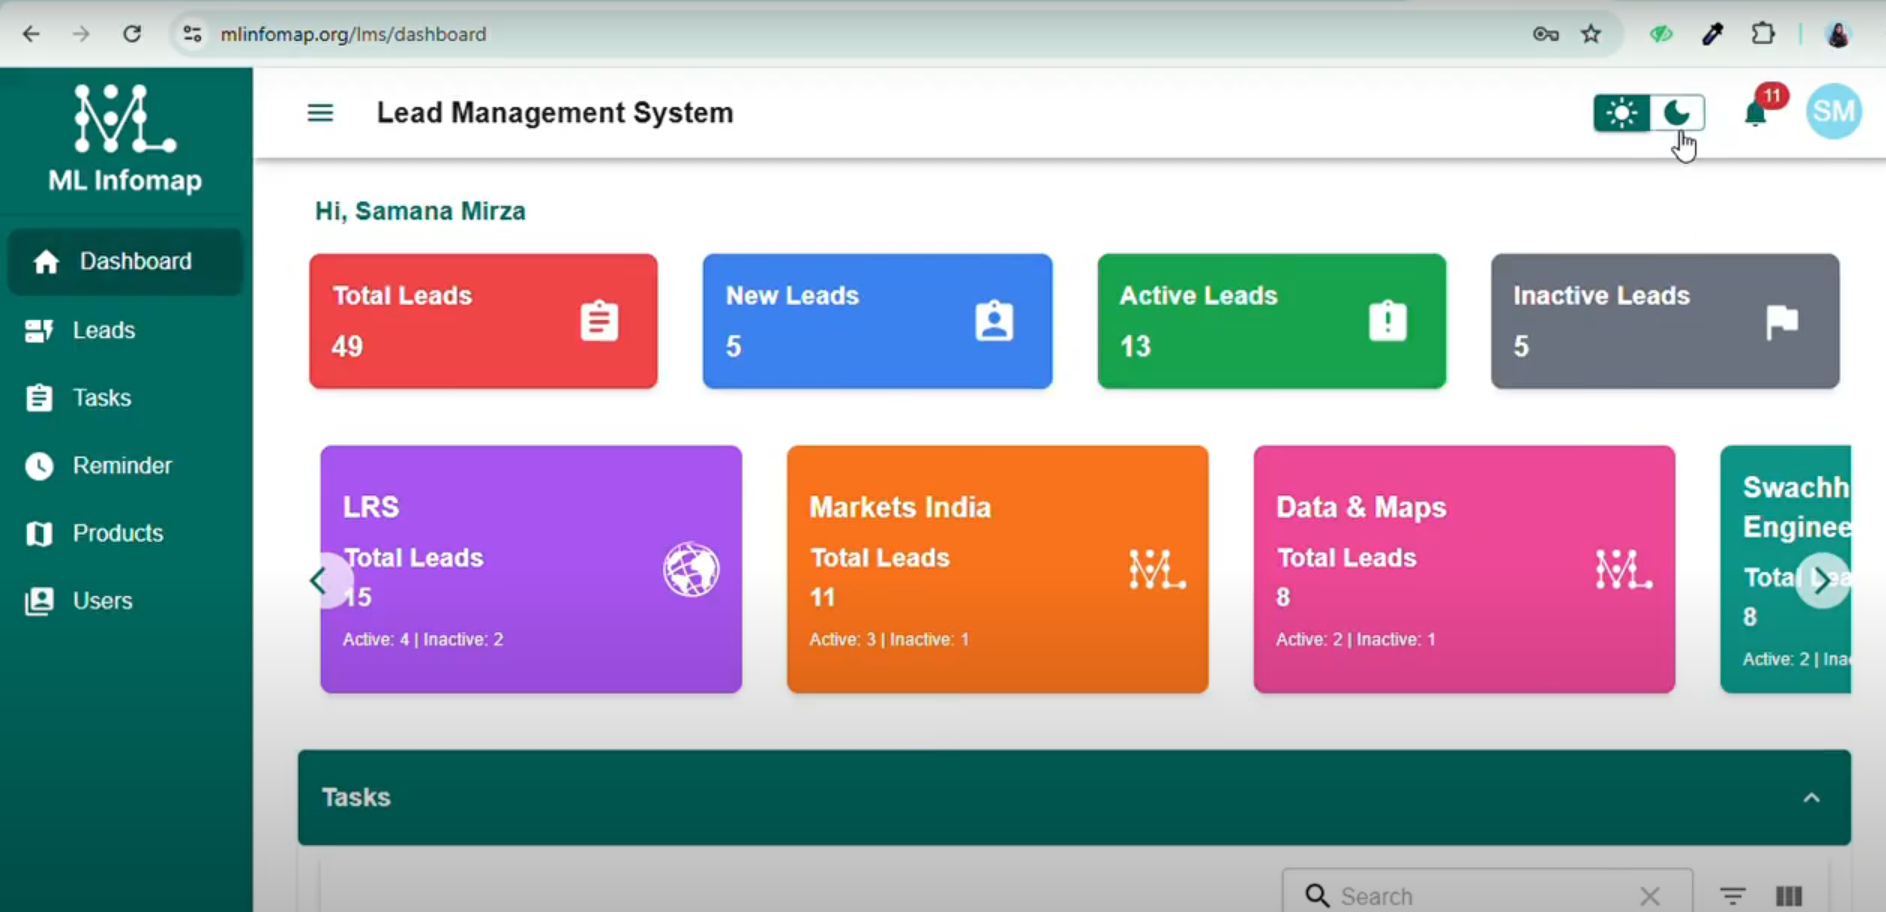 mlinfomap.org/lms/dashboard
ML Infomap
Lead Management System
11
SM
Dashboard
Leads
Tasks
Reminder
Products
Users
Hi, Samana Mirza
Total Leads
49
New Leads
5
Active Leads
13
Inactive Leads
5
LRS
Total Leads
15
Active: 4 | Inactive: 2
Markets India
Total Leads
11
Active: 3 | Inactive: 1
Data & Maps
Total Leads
8
Active: 2 | Inactive: 1
Swachh
Enginee
Total Lea
8
Active: 2 | Ina
Tasks
Search